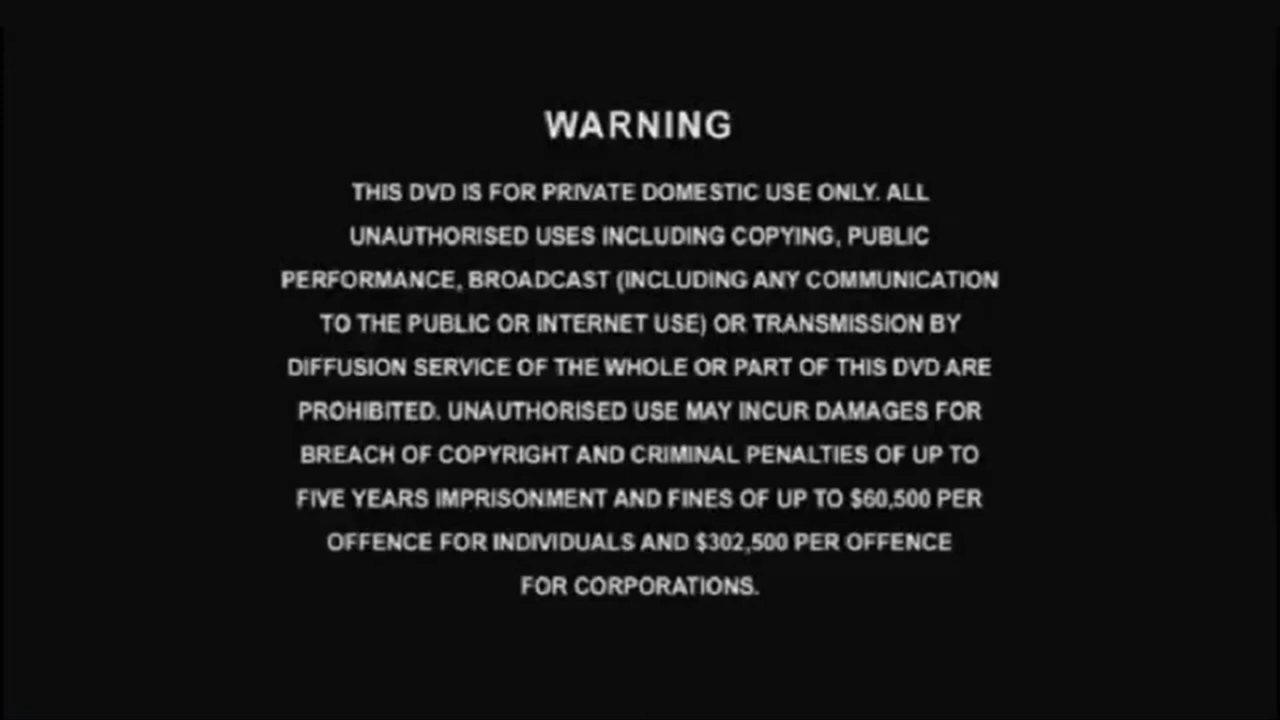 WARNING
THIS DVD IS FOR PRIVATE DOMESTIC USE ONLY. ALL
UNAUTHORISED USES INCLUDING COPYING, PUBLIC
PERFORMANCE, BROADCAST (INCLUDING ANY COMMUNICATION
TO THE PUBLIC OR INTERNET USE) OR TRANSMISSION BY
DIFFUSION SERVICE OF THE WHOLE OR PART OF THIS DVD ARE
PROHIBITED. UNAUTHORISED USE MAY INCUR DAMAGES FOR
BREACH OF COPYRIGHT AND CRIMINAL PENALTIES OF UP TO
FIVE YEARS IMPRISONMENT AND FINES OF UP TO $60,500 PER
OFFENCE FOR INDIVIDUALS AND $302,500 PER OFFENCE
FOR CORPORATIONS.